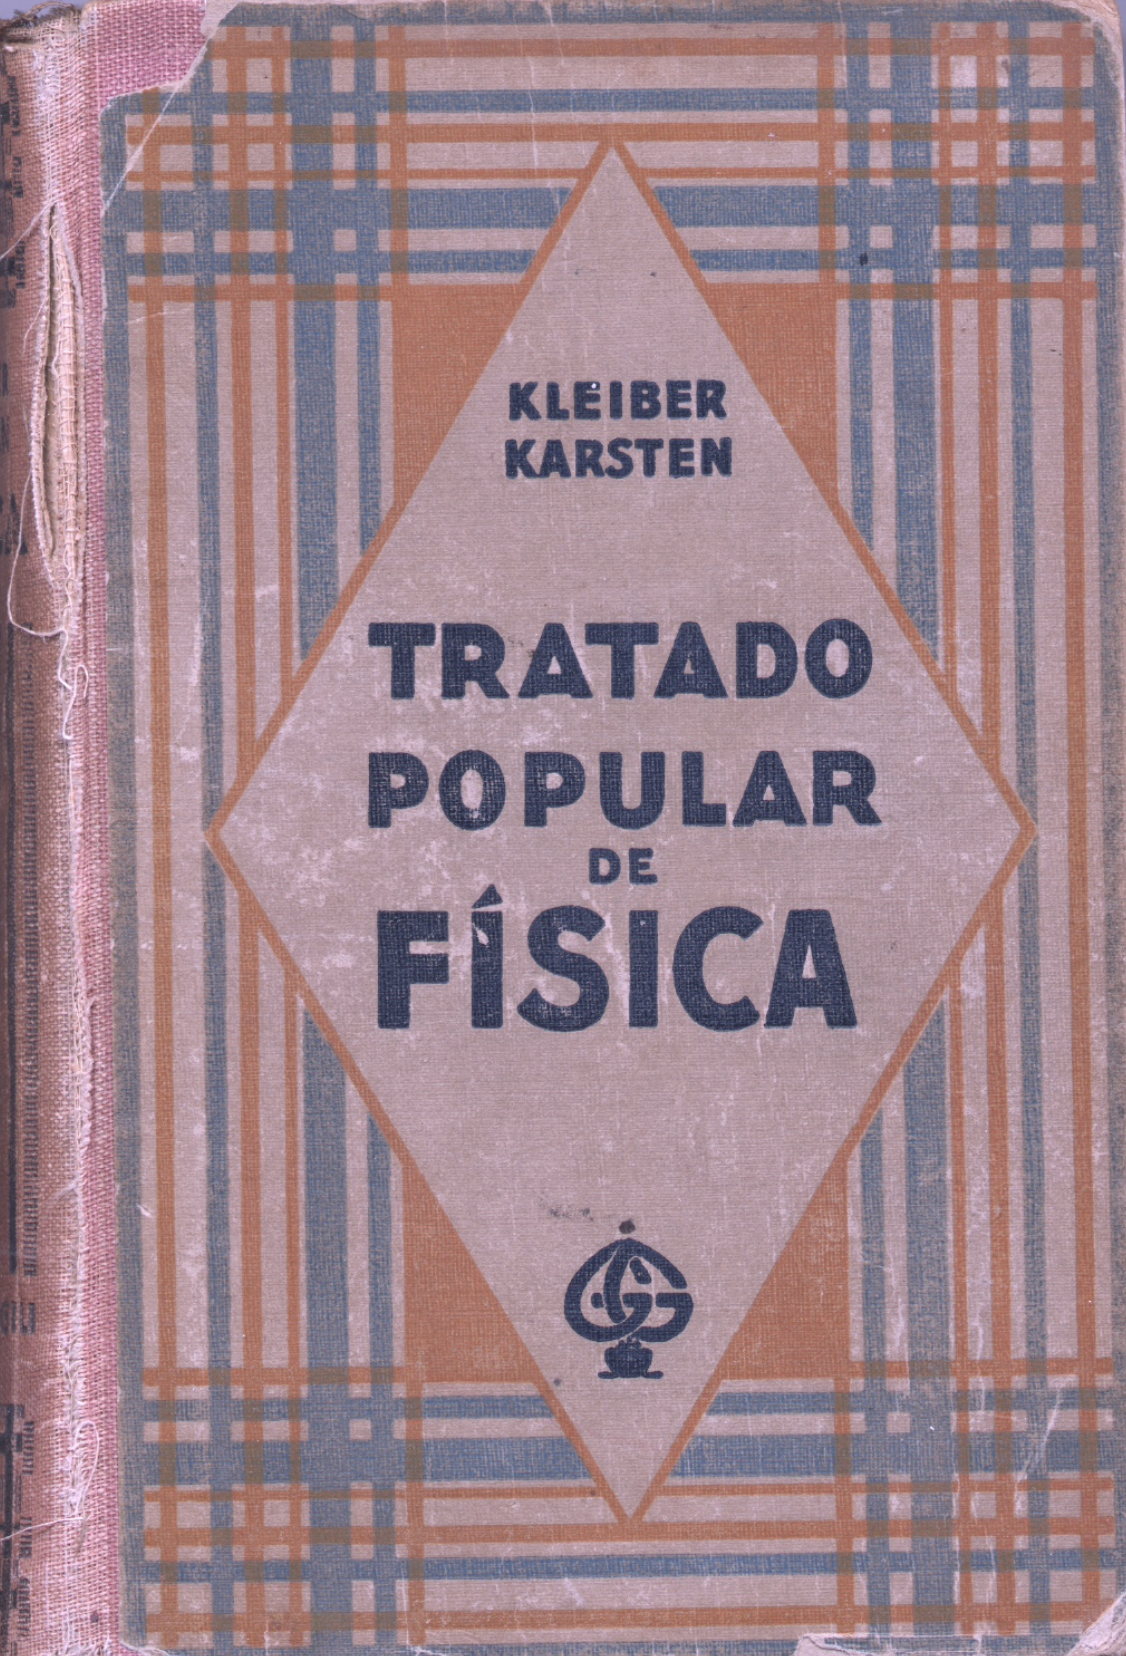 KLEIBER
KARSTEN
TRATADO
POPULAR
DE
FÍSICA